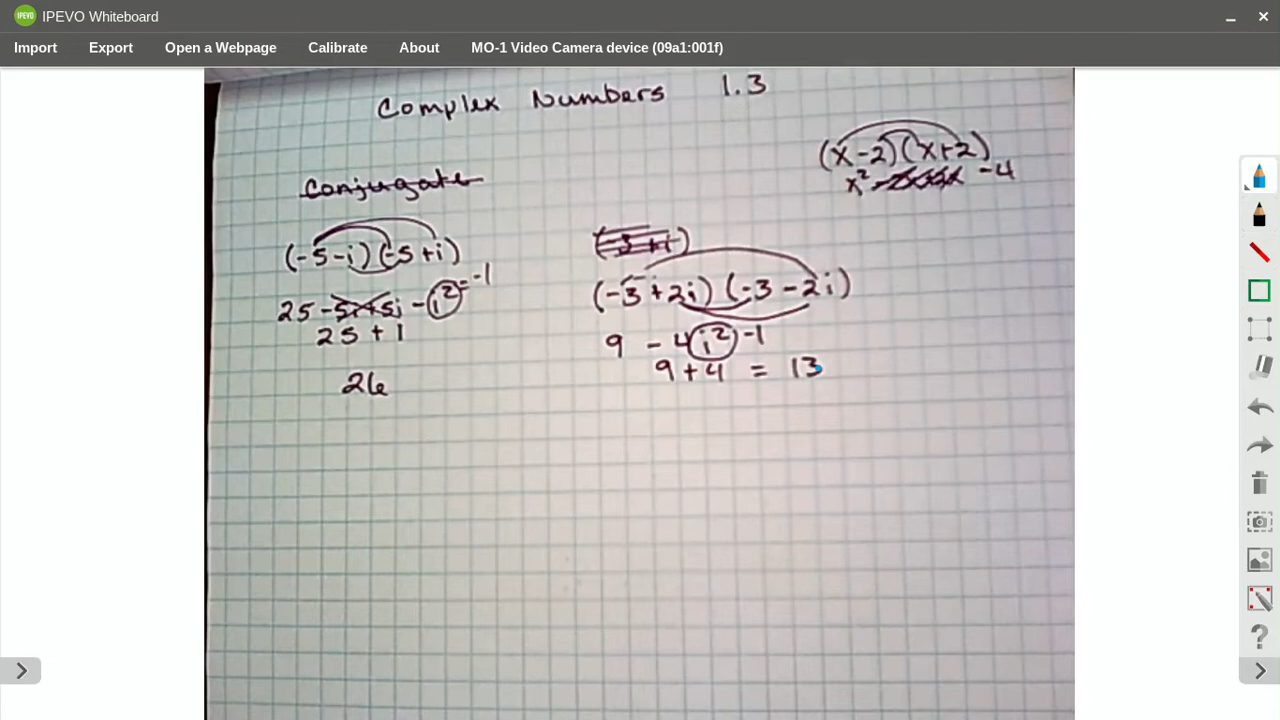 IPEVO Whiteboard
Import Export Open a Webpage Calibrate About MO-1 Video Camera device (09a1:001f)
Complex Numbers 1.3
(x-2)(x+2)
x² -4
Conjugate
(-5-i)(-5+i)
25 -5i+5i - i² = -1
25 + 1
26
(-3+i)
(-3+2i)(-3-2i)
9 - 4i² -1
9+4 = 13